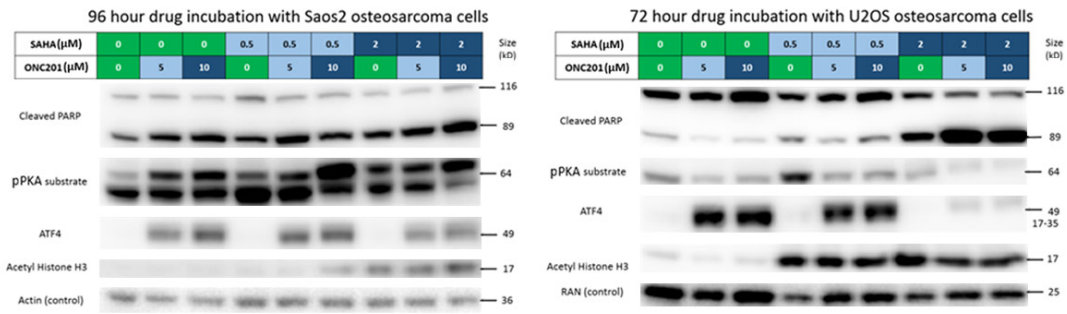 96 hour drug incubation with Saos2 osteosarcoma cells
SAHA(µM) 0 0 0 0.5 0.5 0.5 2 2 2 Size (kD)
ONC201(µM) 0 5 10 0 5 10 0 5 10
116
Cleaved PARP
89
pPKA substrate 64
ATF4 49
Acetyl Histone H3 17
Actin (control) 36
72 hour drug incubation with U2OS osteosarcoma cells
SAHA(µM) 0 0 0 0.5 0.5 0.5 2 2 2 Size (kD)
ONC201(µM) 0 5 10 0 5 10 0 5 10
116
Cleaved PARP
89
pPKA substrate 64
ATF4 49
17-35
Acetyl Histone H3 17
RAN (control) 25